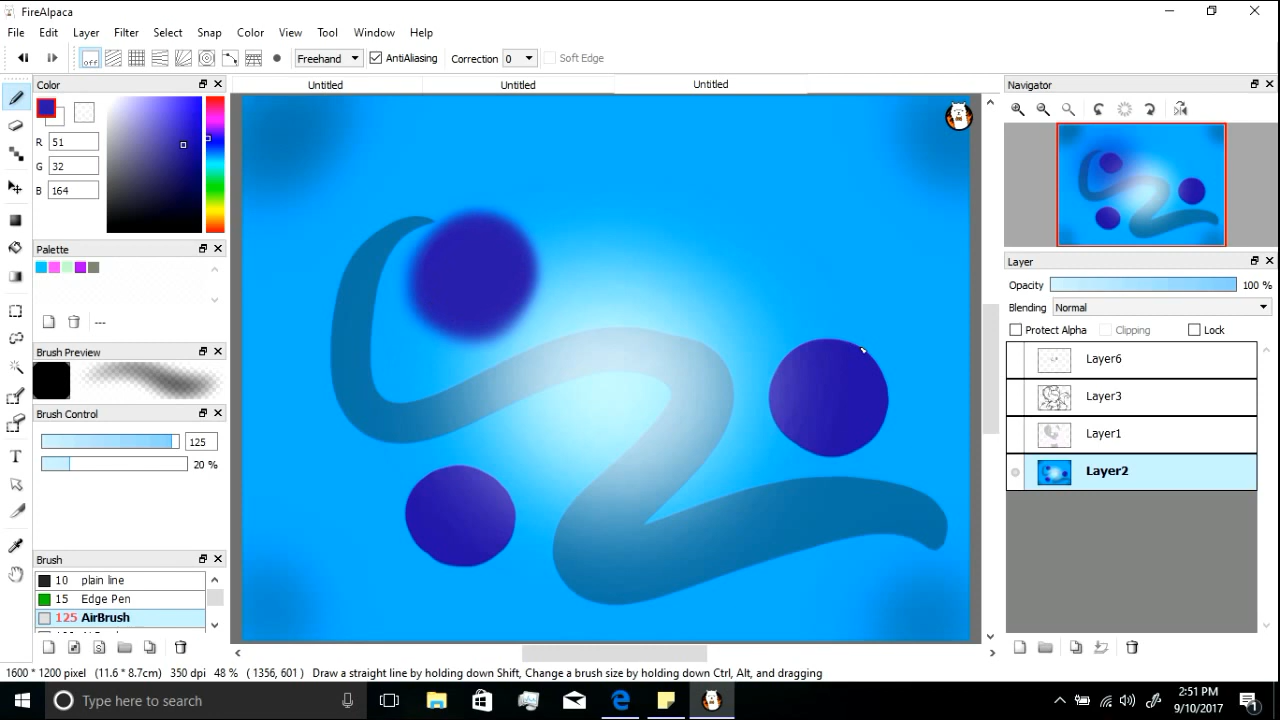 FireAlpaca
File Edit Layer Filter Select Snap Color View Tool Window Help
off Freehand AntiAliasing Correction 0 Soft Edge
Color
Untitled Untitled Untitled
Navigator
R 51
G 32
B 164
Palette
---
Brush Preview
Brush Control
125
20 %
Brush
10 plain line
15 Edge Pen
125 AirBrush
Layer
Opacity 100 %
Blending Normal
Protect Alpha Clipping Lock
Layer6
Layer3
Layer1
Layer2
1600 * 1200 pixel (11.6 * 8.7cm) 350 dpi 48 % ( 1356, 601 ) Draw a straight line by holding down Shift, Change a brush size by holding down Ctrl, Alt, and dragging
Type here to search
2:51 PM
9/10/2017
1